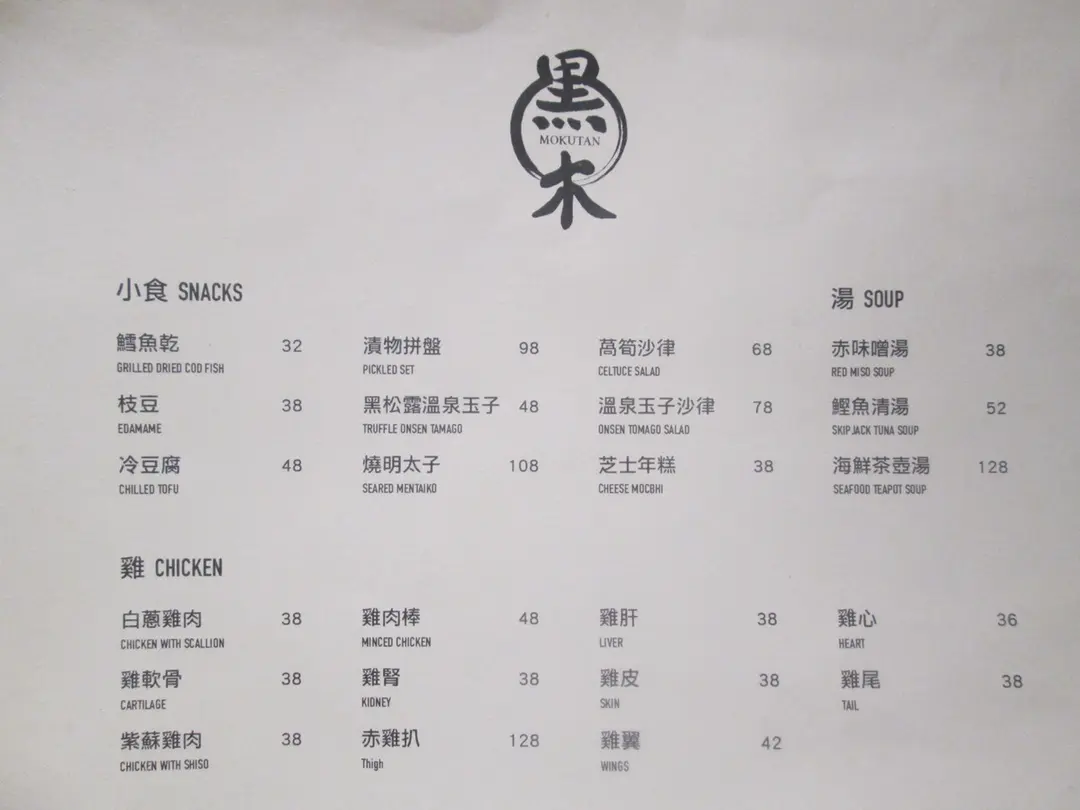 黑
MOKUTAN
木
小食 SNACKS
鱈魚乾 32
GRILLED DRIED COD FISH
枝豆 38
EDAMAME
冷豆腐 48
CHILLED TOFU
漬物拼盤 98
PICKLED SET
黑松露溫泉玉子 48
TRUFFLE ONSEN TAMAGO
燒明太子 108
SEARED MENTAIKO
萵筍沙律 68
CELTUCE SALAD
溫泉玉子沙律 78
ONSEN TOMAGO SALAD
芝士年糕 38
CHEESE MOCBHI
湯 SOUP
赤味噌湯 38
RED MISO SOUP
鰹魚清湯 52
SKIPJACK TUNA SOUP
海鮮茶壺湯 128
SEAFOOD TEAPOT SOUP
雞 CHICKEN
白蔥雞肉 38
CHICKEN WITH SCALLION
雞軟骨 38
CARTILAGE
紫蘇雞肉 38
CHICKEN WITH SHISO
雞肉棒 48
MINCED CHICKEN
雞腎 38
KIDNEY
赤雞扒 128
Thigh
雞肝 38
LIVER
雞皮 38
SKIN
雞翼 42
WINGS
雞心 36
HEART
雞尾 38
TAIL